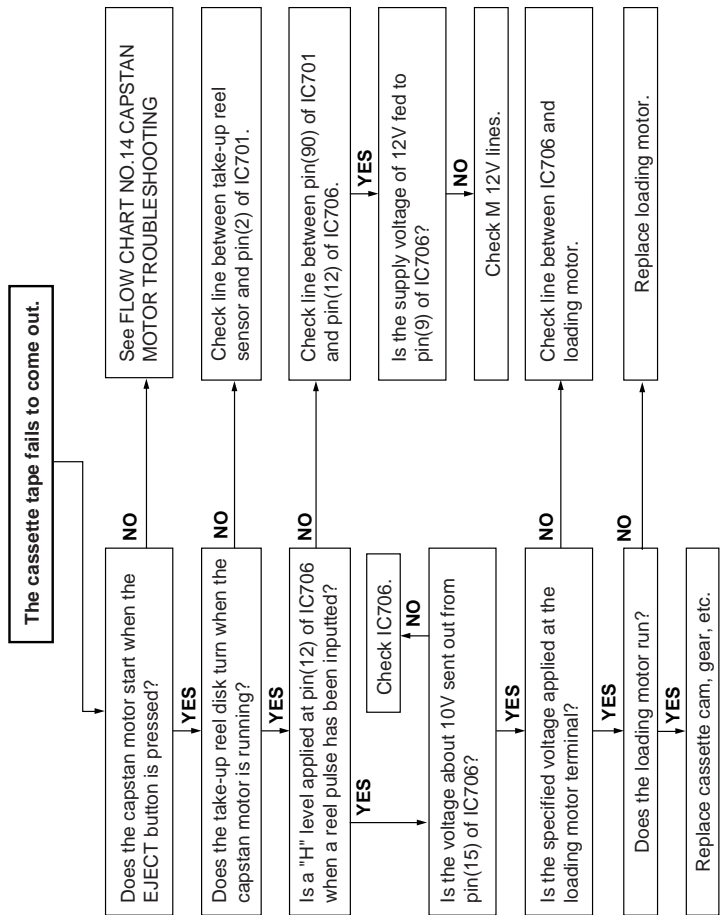 The cassette tape fails to come out.
Does the capstan motor start when the
EJECT button is pressed?
NO
See FLOW CHART NO.14 CAPSTAN
MOTOR TROUBLESHOOTING
YES
Does the take-up reel disk turn when the
capstan motor is running?
NO
Check line between take-up reel
sensor and pin(2) of IC701.
YES
Is a "H" level applied at pin(12) of IC706
when a reel pulse has been inputted?
NO
Check line between pin(90) of IC701
and pin(12) of IC706.
YES
Is the supply voltage of 12V fed to
pin(9) of IC706?
NO
Check M 12V lines.
YES
Check IC706.
NO
Is the voltage about 10V sent out from
pin(15) of IC706?
YES
Is the specified voltage applied at the
loading motor terminal?
NO
Check line between IC706 and
loading motor.
YES
Does the loading motor run?
NO
Replace loading motor.
YES
Replace cassette cam, gear, etc.